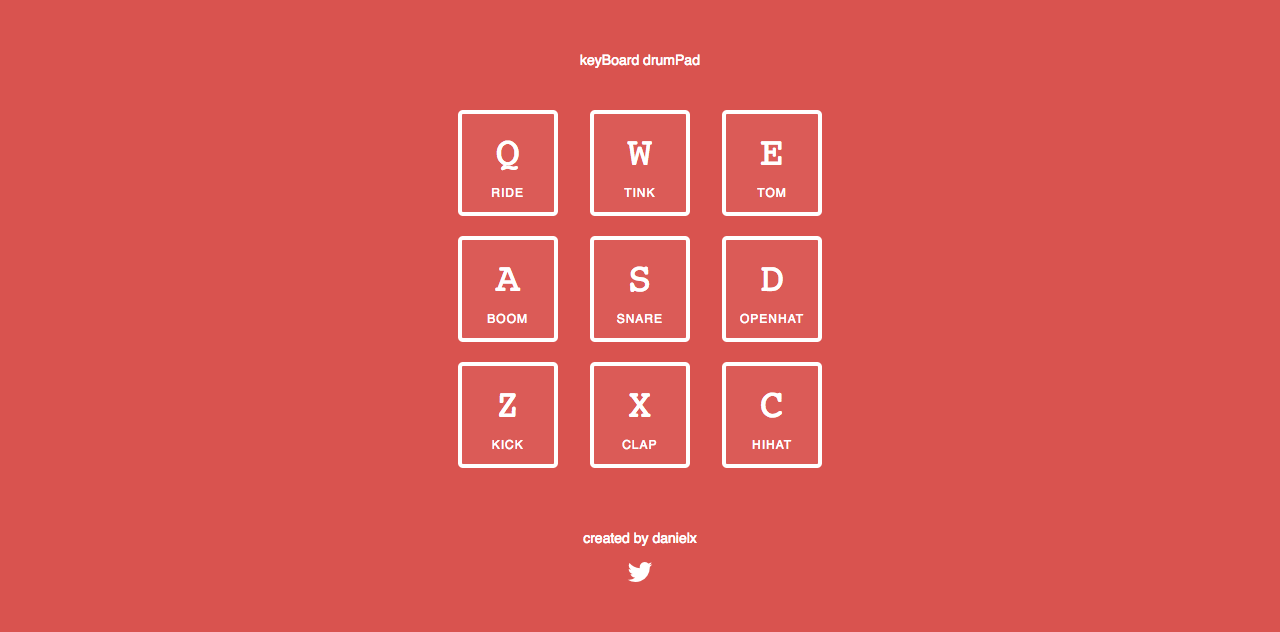 keyBoard drumPad
Q W E
RIDE TINK TOM
A S D
BOOM SNARE OPENHAT
Z X C
KICK CLAP HIHAT
created by danielx